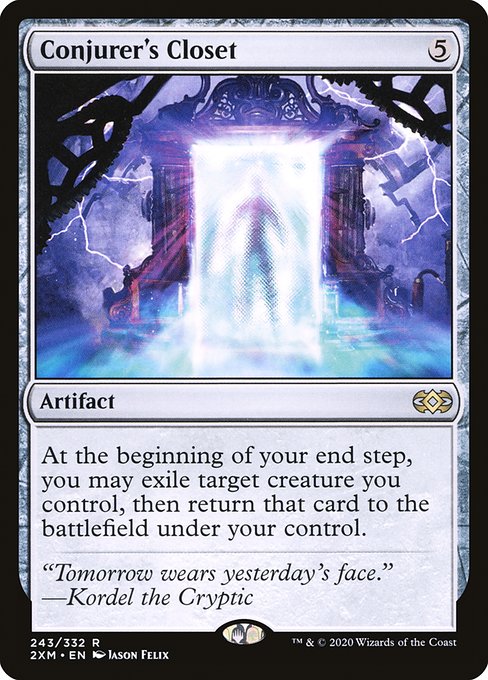 Conjurer's Closet 5
Artifact
At the beginning of your end step,
you may exile target creature you
control, then return that card to the
battlefield under your control.
“Tomorrow wears yesterday’s face.”
—Kordel the Cryptic
243/332 R
2XM • EN Jason Felix
™ & © 2020 Wizards of the Coast